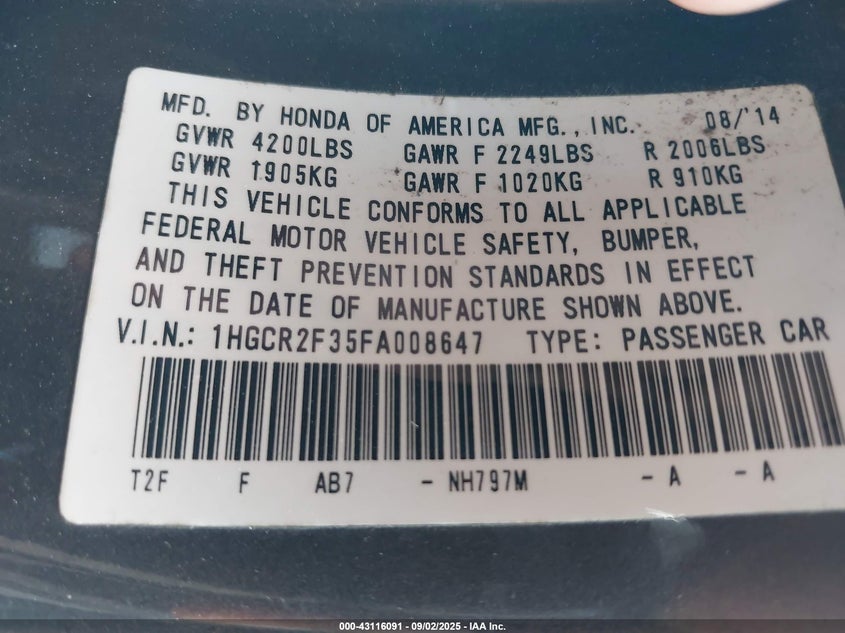 MFD. BY HONDA OF AMERICA MFG., INC. 08/'14
GVWR 4200LBS GAWR F 2249LBS R 2006LBS
GVWR 1905KG GAWR F 1020KG R 910KG
THIS VEHICLE CONFORMS TO ALL APPLICABLE
FEDERAL MOTOR VEHICLE SAFETY, BUMPER,
AND THEFT PREVENTION STANDARDS IN EFFECT
ON THE DATE OF MANUFACTURE SHOWN ABOVE.
V.I.N.: 1HGCR2F35FA008647 TYPE: PASSENGER CAR
T2F F AB7 - NH797M - A - A
000-43116091 - 09/02/2025 - IAA Inc.